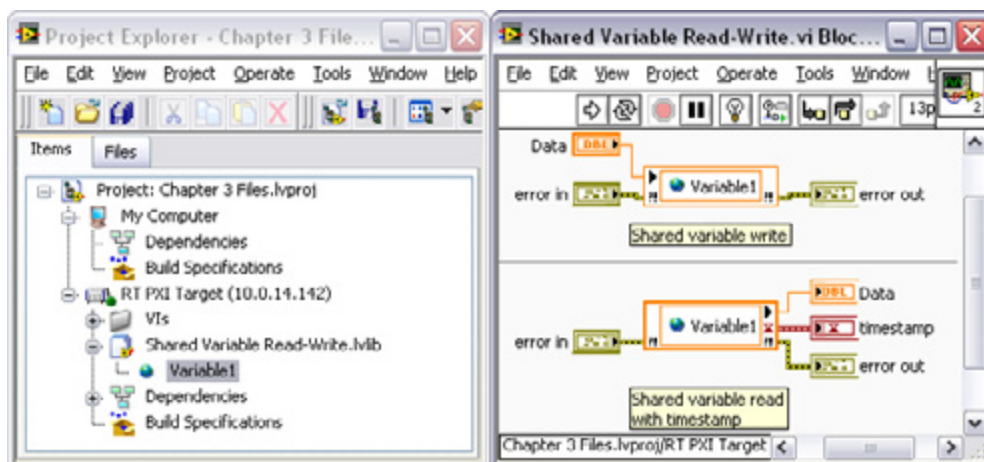 Project Explorer - Chapter 3 File...
File Edit View Project Operate Tools Window Help
Items Files
Project: Chapter 3 Files.lvproj
My Computer
Dependencies
Build Specifications
RT PXI Target (10.0.14.142)
VIs
Shared Variable Read-Write.lvlib
Variable1
Dependencies
Build Specifications
Shared Variable Read-Write.vi Bloc...
File Edit View Project Operate Tools Window
13p
2
Data DBL
error in Variable1 error out
Shared variable write
DBL Data
Variable1 timestamp
error in
error out
Shared variable read
with timestamp
Chapter 3 Files.lvproj/RT PXI Target